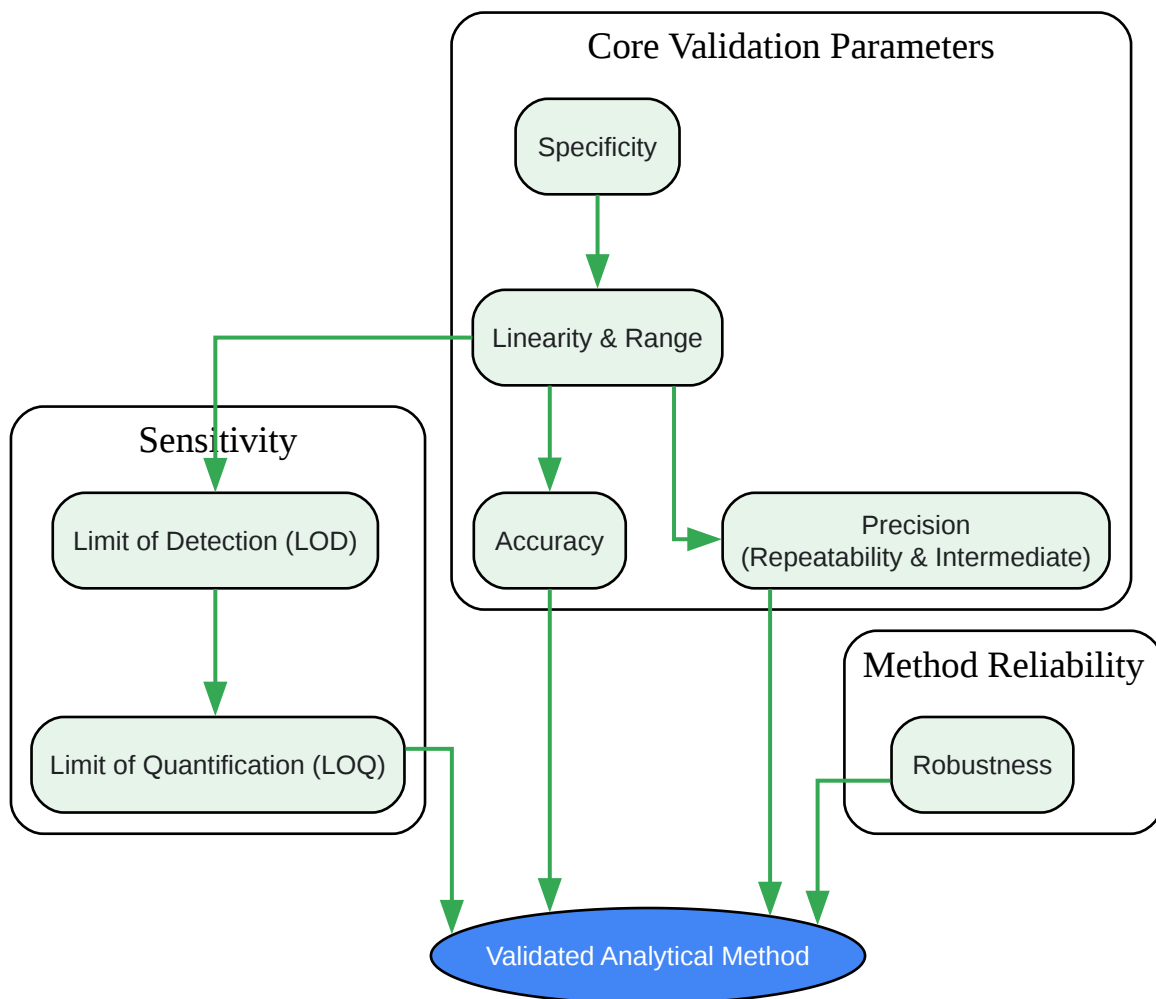 Core Validation Parameters
Specificity
Linearity & Range
Sensitivity
Limit of Detection (LOD)
Accuracy
Precision
(Repeatability & Intermediate)
Method Reliability
Limit of Quantification (LOQ)
Robustness
Validated Analytical Method